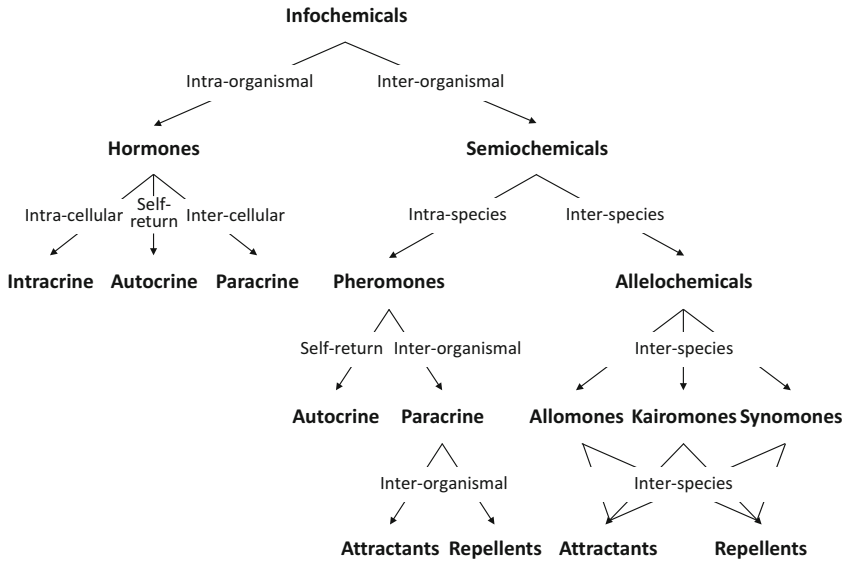 Infochemicals
Intra-organismal Inter-organismal
Hormones Semiochemicals
Intra-cellular Self-return Inter-cellular Intra-species Inter-species
Intracrine Autocrine Paracrine Pheromones Allelochemicals
Self-return Inter-organismal Inter-species
Autocrine Paracrine Allomones Kairomones Synomones
Inter-organismal Inter-species
Attractants Repellents Attractants Repellents